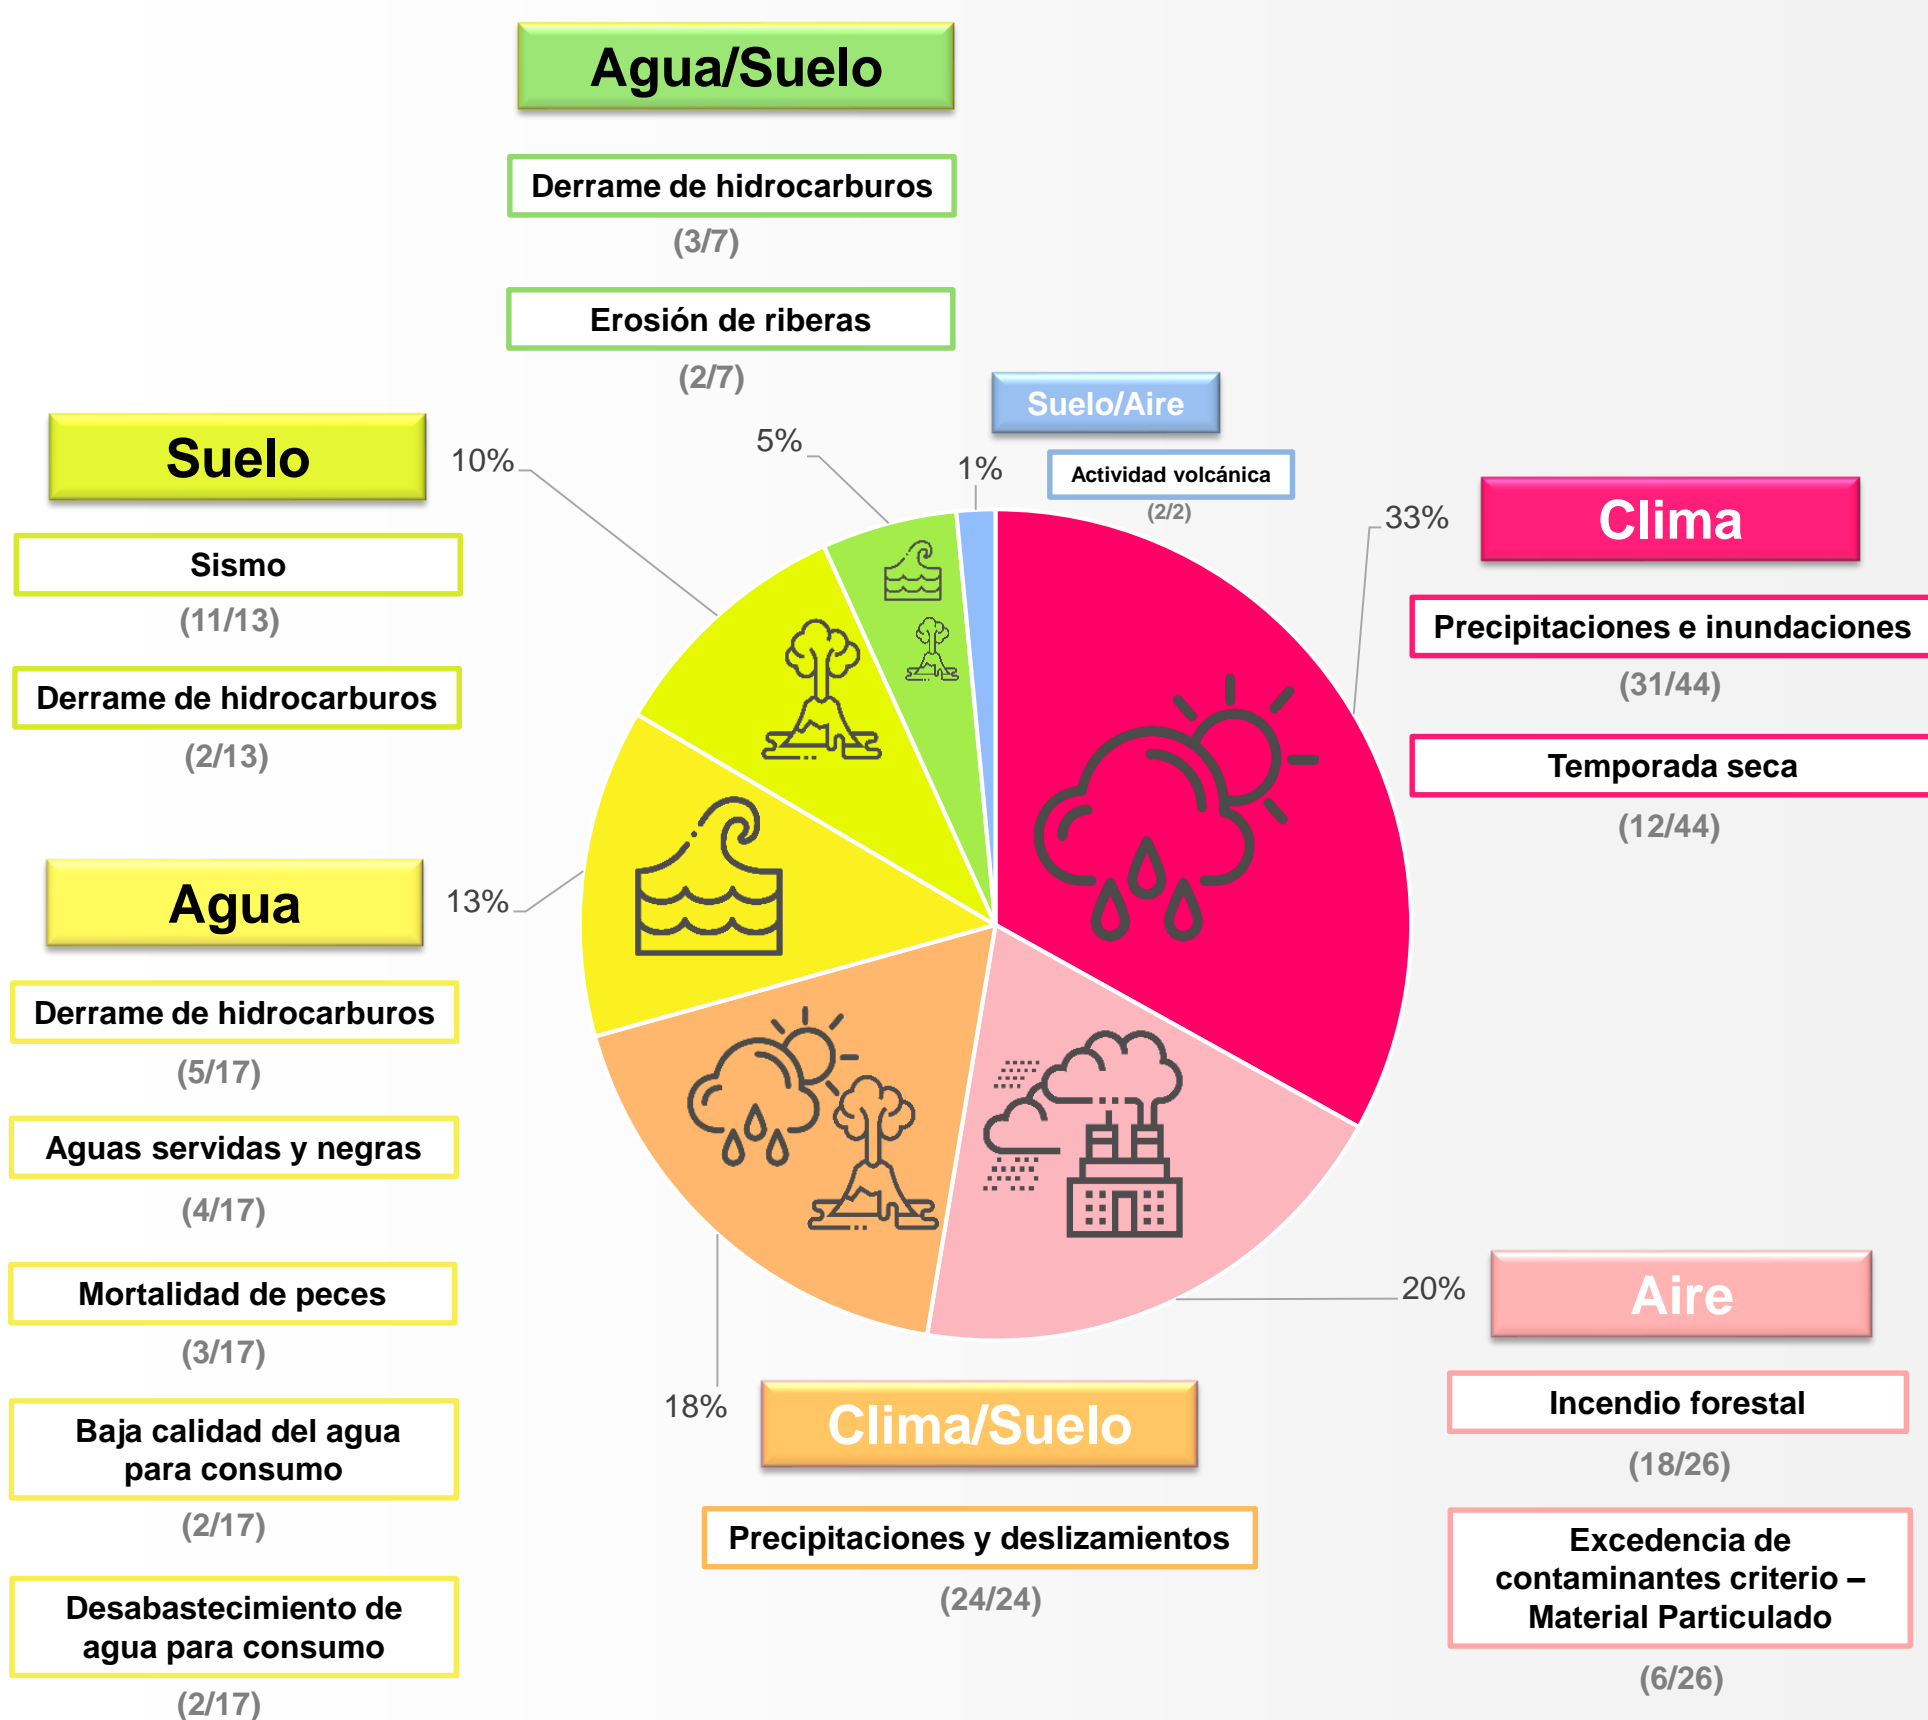 Agua/Suelo
Derrame de hidrocarburos
(3/7)
Erosión de riberas
(2/7)
Suelo/Aire
Actividad volcánica
(2/2)
1%
5%
Suelo
10%
Sismo
(11/13)
Derrame de hidrocarburos
(2/13)
Clima
33%
Precipitaciones e inundaciones
(31/44)
Temporada seca
(12/44)
Agua
13%
Derrame de hidrocarburos
(5/17)
Aguas servidas y negras
(4/17)
Mortalidad de peces
(3/17)
Baja calidad del agua
para consumo
(2/17)
Desabastecimiento de
agua para consumo
(2/17)
18%
Clima/Suelo
Precipitaciones y deslizamientos
(24/24)
20%
Aire
Incendio forestal
(18/26)
Excedencia de
contaminantes criterio –
Material Particulado
(6/26)